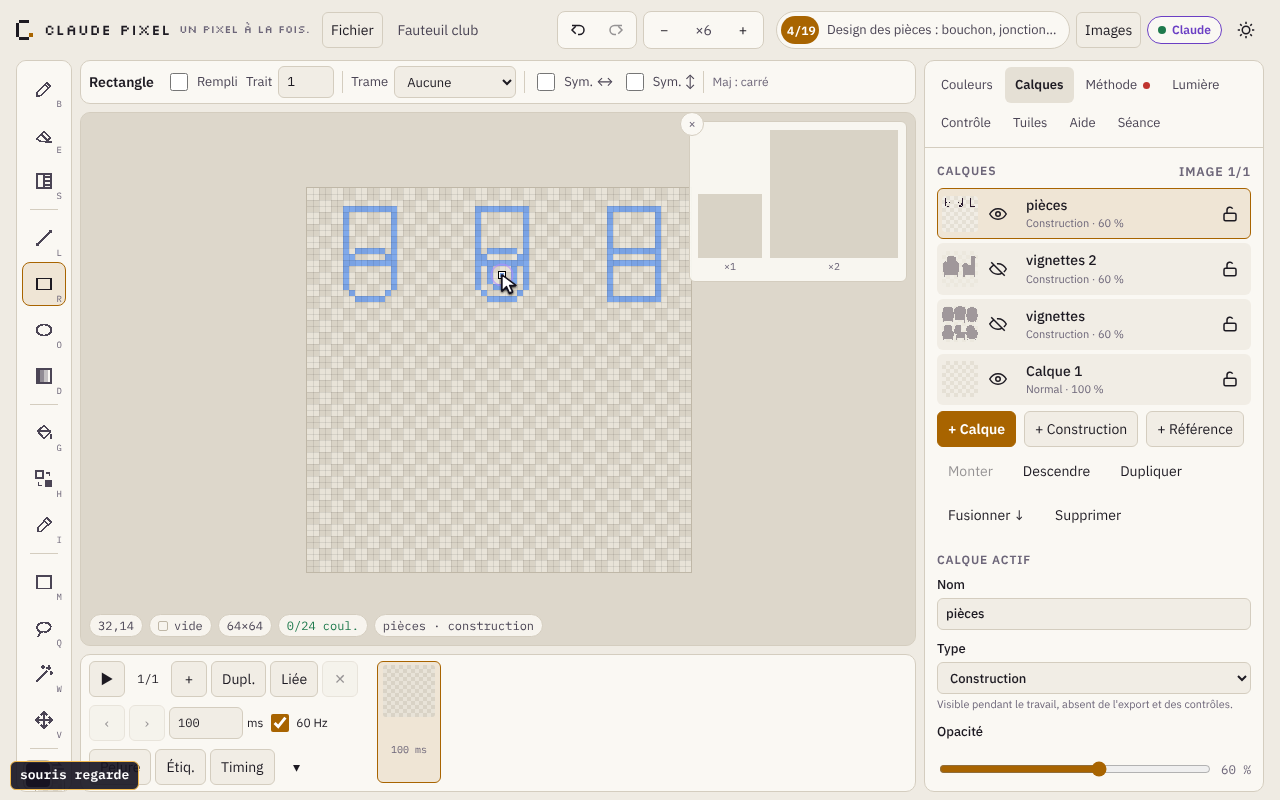 CLAUDE PIXEL UN PIXEL À LA FOIS. Fichier Fauteuil club − ×6 + 4/19 Design des pièces : bouchon, jonction… Images Claude
Rectangle Rempli Trait 1 Trame Aucune Sym. ↔ Sym. ↕ Maj : carré
B
E
S
L
R
O
D
G
H
I
M
Q
W
V
×
×1 ×2
32,14 vide 64×64 0/24 coul. pièces · construction
1/1 + Dupl. Liée ×
‹ › 100 ms 60 Hz
Étiq. Timing ▼
100 ms
souris regarde
Couleurs Calques Méthode Lumière
Contrôle Tuiles Aide Séance
CALQUES IMAGE 1/1
pièces
Construction · 60 %
vignettes 2
Construction · 60 %
vignettes
Construction · 60 %
Calque 1
Normal · 100 %
+ Calque + Construction + Référence
Monter Descendre Dupliquer
Fusionner ↓ Supprimer
CALQUE ACTIF
Nom
pièces
Type
Construction
Visible pendant le travail, absent de l'export et des contrôles.
Opacité
60 %